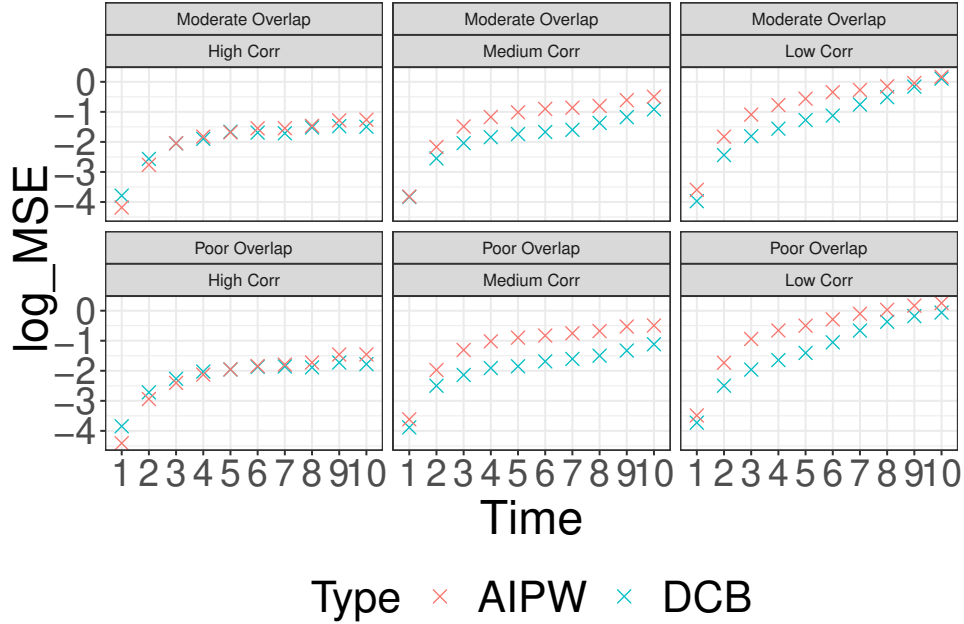 Moderate Overlap Moderate Overlap Moderate Overlap
High Corr Medium Corr Low Corr
0
−1
−2
−3
−4
Poor Overlap Poor Overlap Poor Overlap
High Corr Medium Corr Low Corr
0
−1
−2
−3
−4
log_MSE
1 2 3 4 5 6 7 8 9 10 1 2 3 4 5 6 7 8 9 10 1 2 3 4 5 6 7 8 9 10
Time
Type AIPW DCB